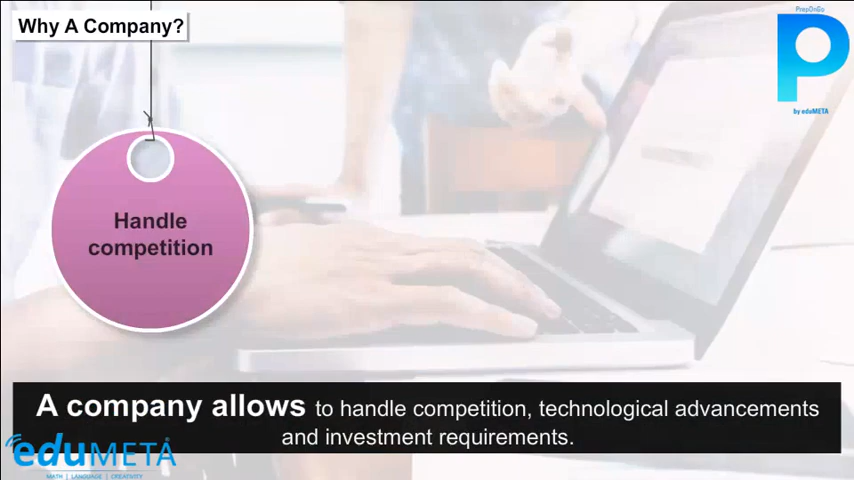 Why A Company?
PrepOnGo
P
by eduMETA
Handle
competition
A company allows to handle competition, technological advancements
and investment requirements.
eduMETA
MATH | LANGUAGE | CREATIVITY